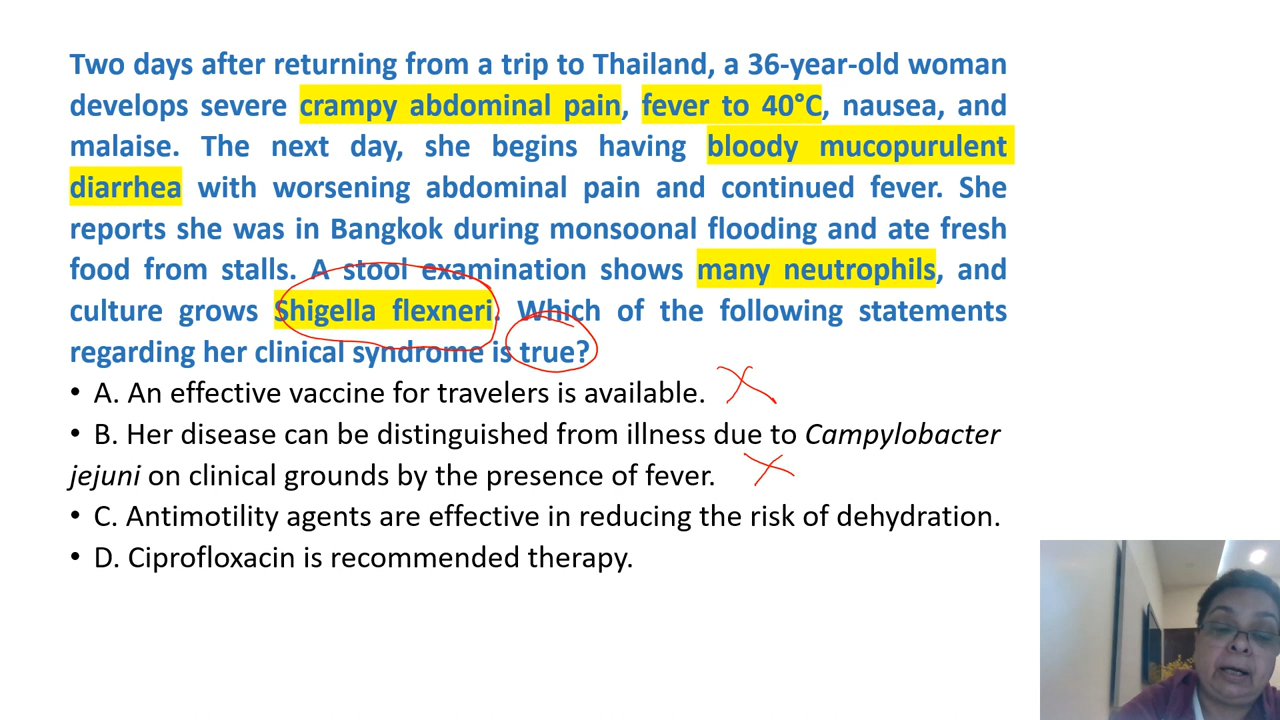 Two days after returning from a trip to Thailand, a 36-year-old woman
develops severe crampy abdominal pain, fever to 40°C, nausea, and
malaise. The next day, she begins having bloody mucopurulent
diarrhea with worsening abdominal pain and continued fever. She
reports she was in Bangkok during monsoonal flooding and ate fresh
food from stalls. A stool examination shows many neutrophils, and
culture grows Shigella flexneri. Which of the following statements
regarding her clinical syndrome is true?
• A. An effective vaccine for travelers is available.
• B. Her disease can be distinguished from illness due to Campylobacter
jejuni on clinical grounds by the presence of fever.
• C. Antimotility agents are effective in reducing the risk of dehydration.
• D. Ciprofloxacin is recommended therapy.